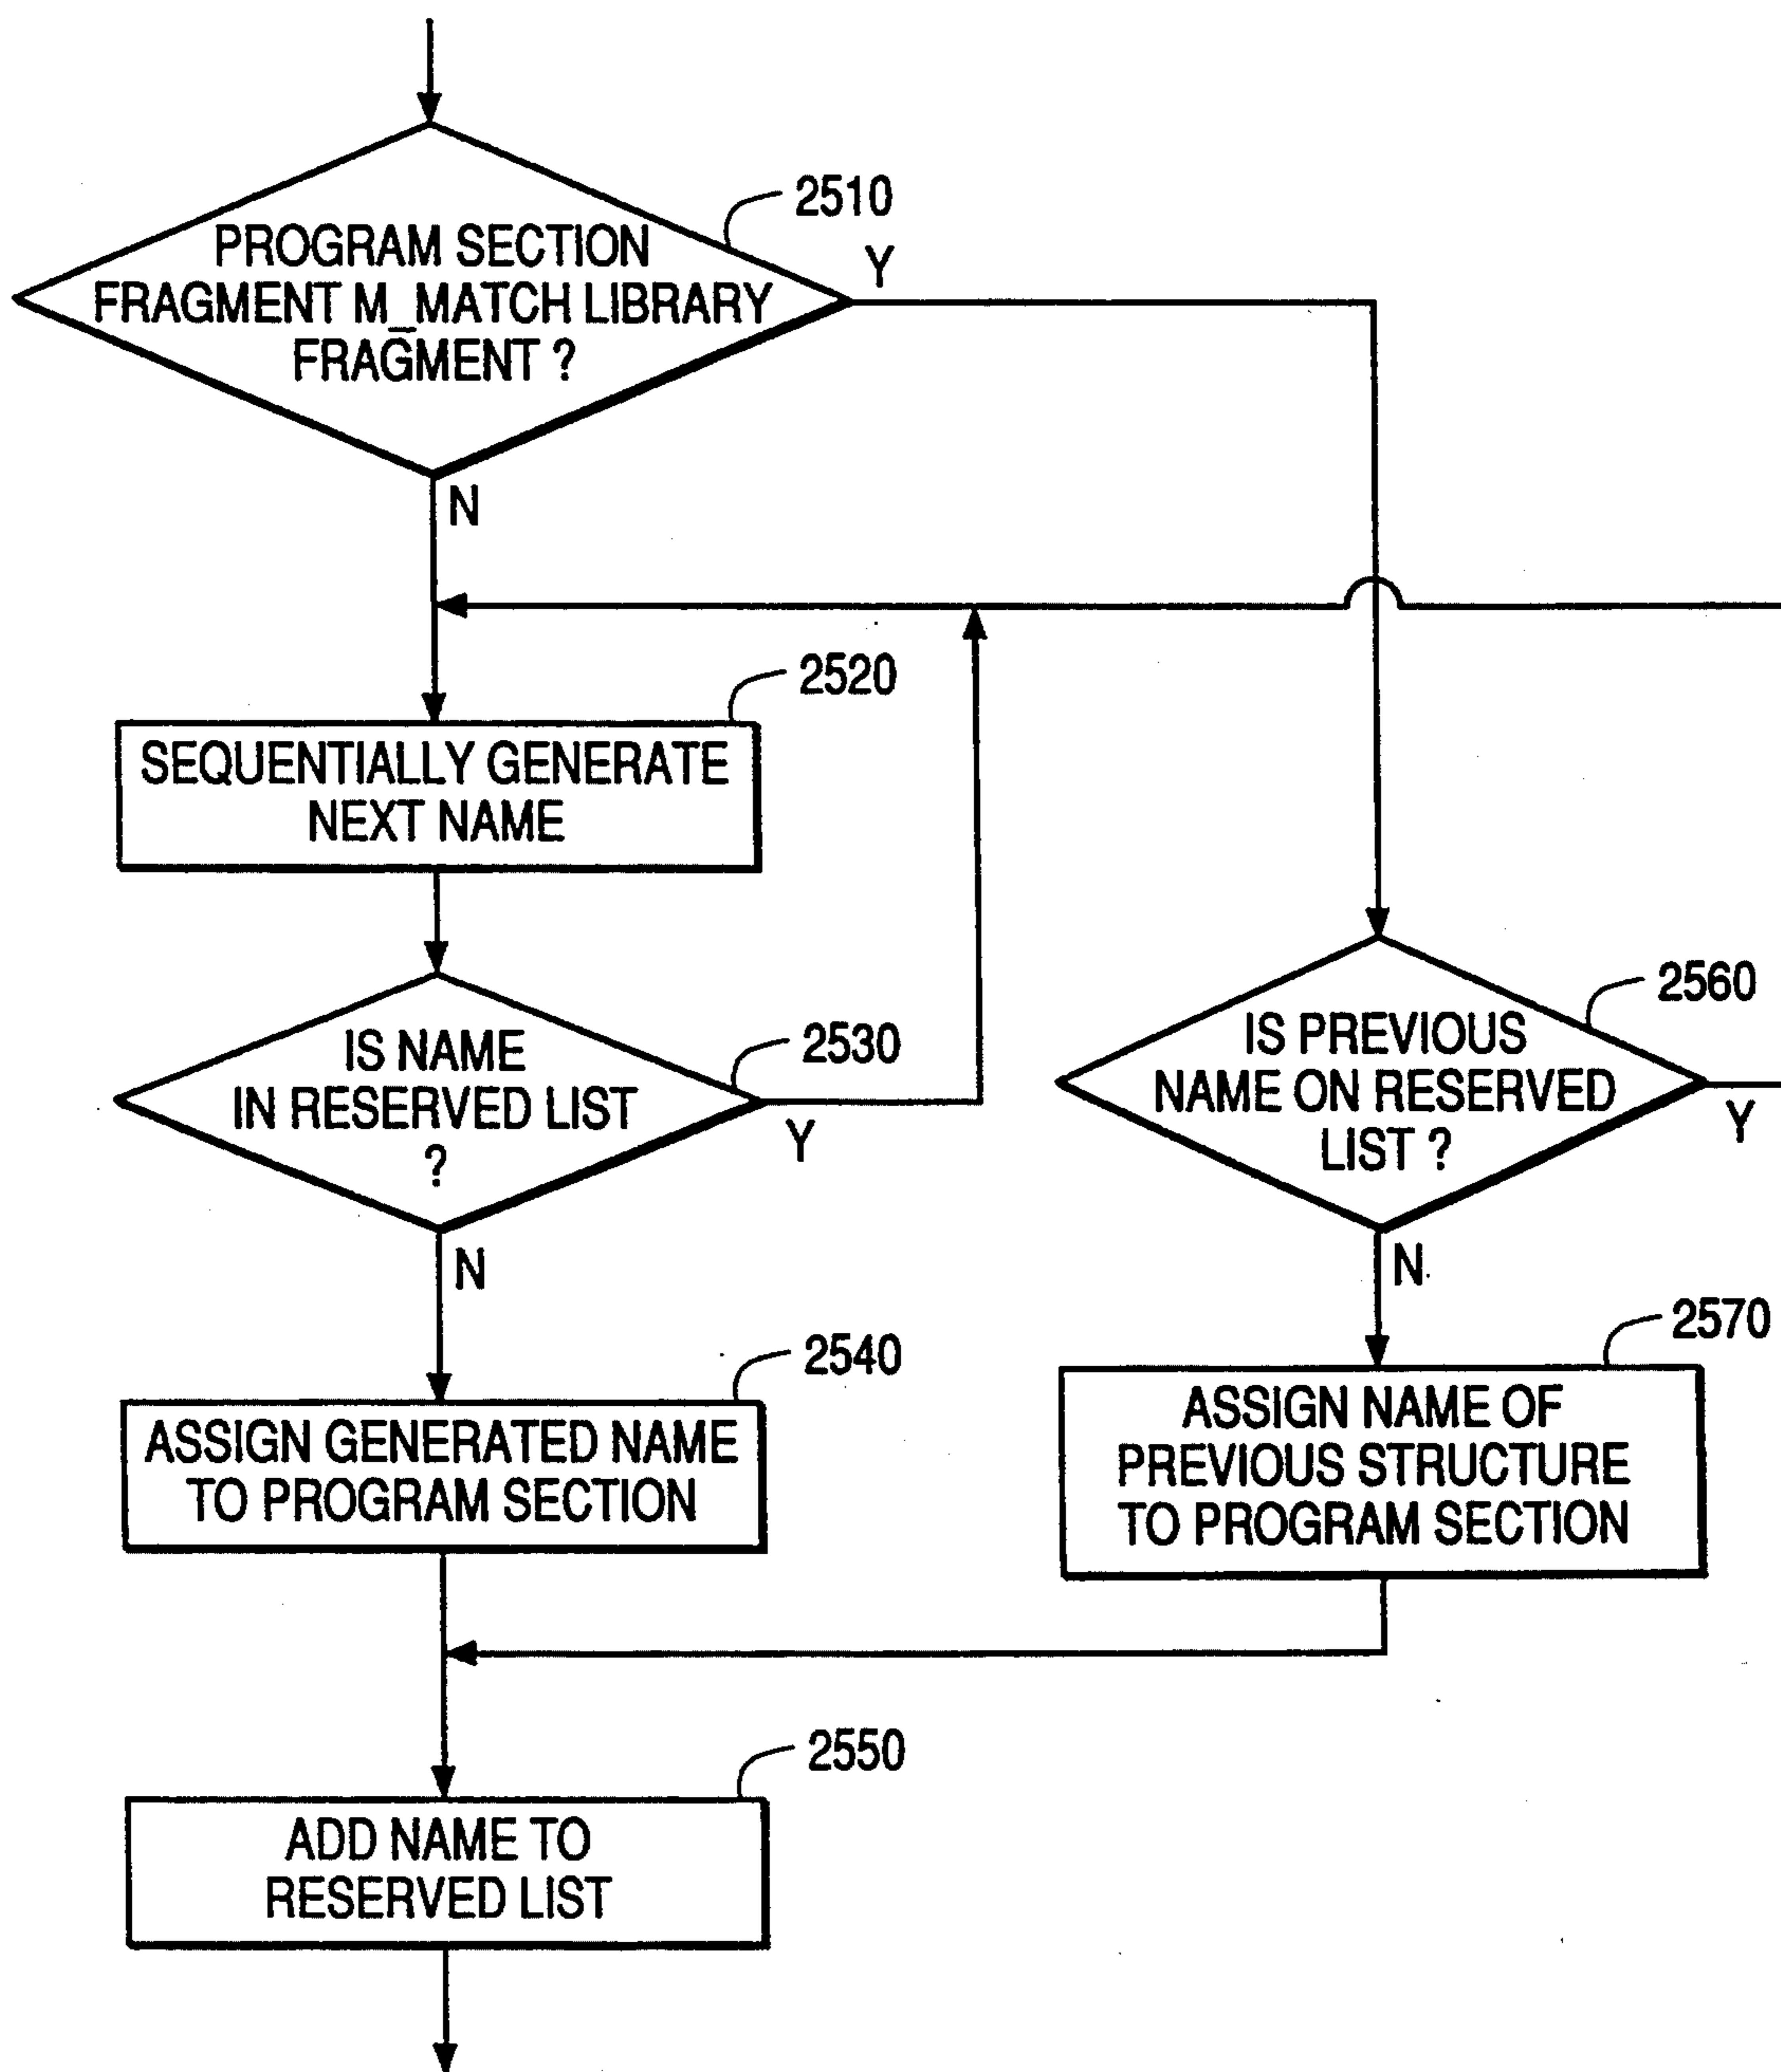 2510
PROGRAM SECTION
FRAGMENT M_MATCH LIBRARY
FRAGMENT ?
Y
N
2520
SEQUENTIALLY GENERATE
NEXT NAME
2530
IS NAME
IN RESERVED LIST
?
Y
N
2560
IS PREVIOUS
NAME ON RESERVED
LIST ?
Y
N
2540
ASSIGN GENERATED NAME
TO PROGRAM SECTION
2570
ASSIGN NAME OF
PREVIOUS STRUCTURE
TO PROGRAM SECTION
2550
ADD NAME TO
RESERVED LIST